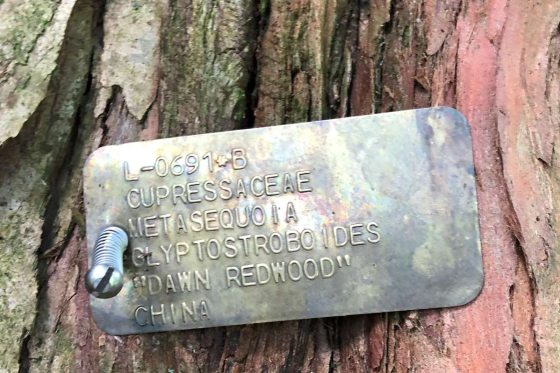 L-0691*B
CUPRESSACEAE
METASEQUOIA
GLYPTOSTROBOIDES
"DAWN REDWOOD"
CHINA